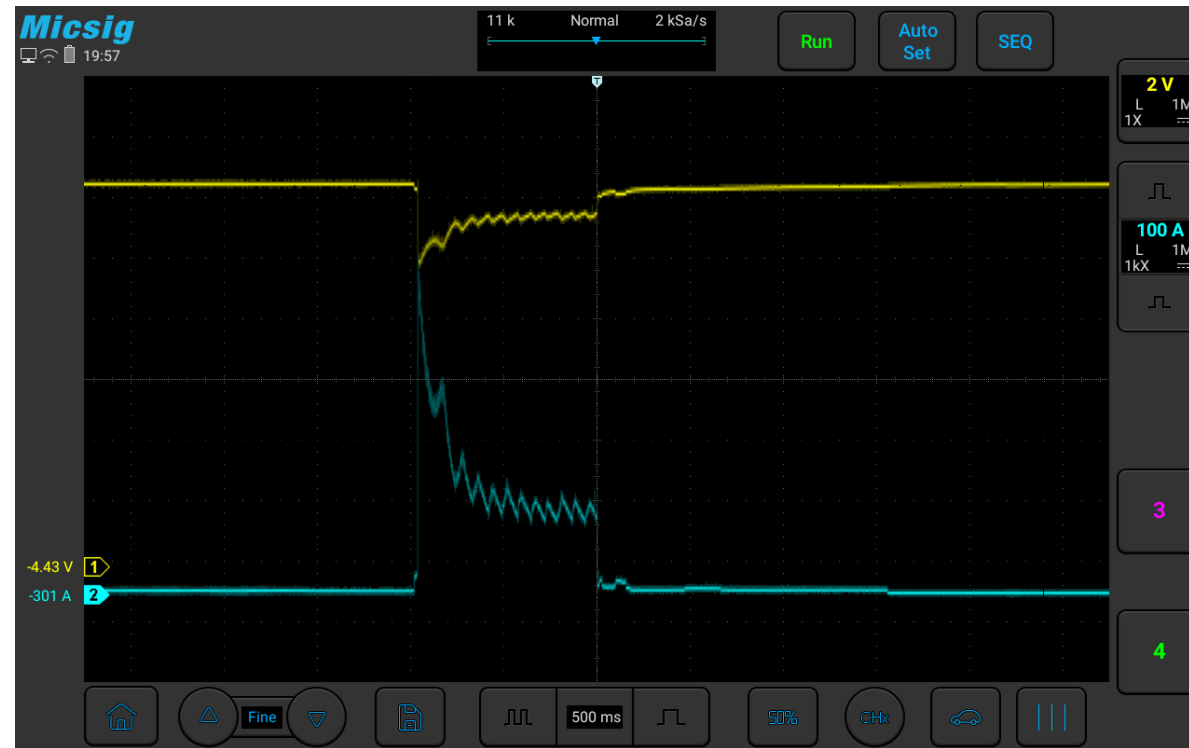 Micsig
19:57
11 k Normal 2 kSa/s
Run
Auto
Set
SEQ
T
2 V
L 1M
1X
100 A
L 1M
1kX
3
4
-4.43 V 1
-301 A 2
Fine
500 ms
50%
CHx